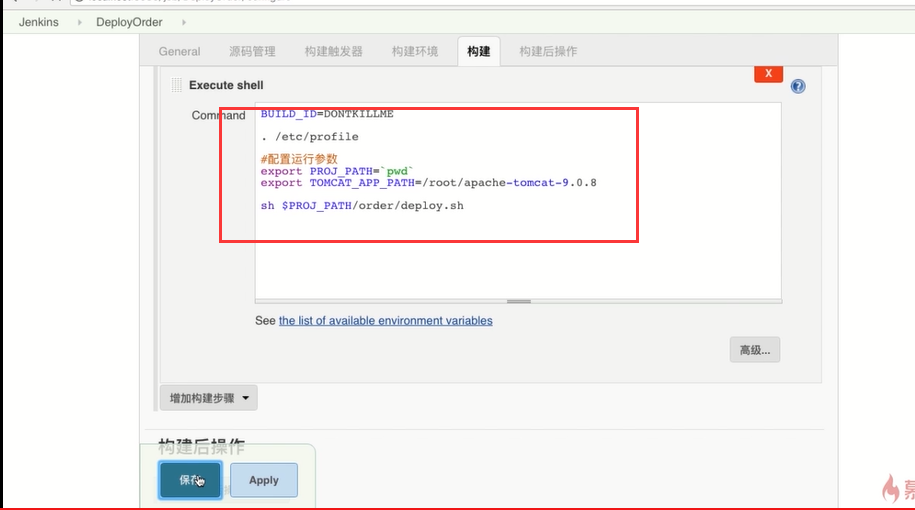 Jenkins DeployOrder
General 源码管理 构建触发器 构建环境 构建 构建后操作
Execute shell
X
Command
BUILD_ID=DONTKILLME
. /etc/profile
#配置运行参数
export PROJ_PATH=`pwd`
export TOMCAT_APP_PATH=/root/apache-tomcat-9.0.8
sh $PROJ_PATH/order/deploy.sh
See the list of available environment variables
高级...
增加构建步骤
构建后操作
保存 Apply